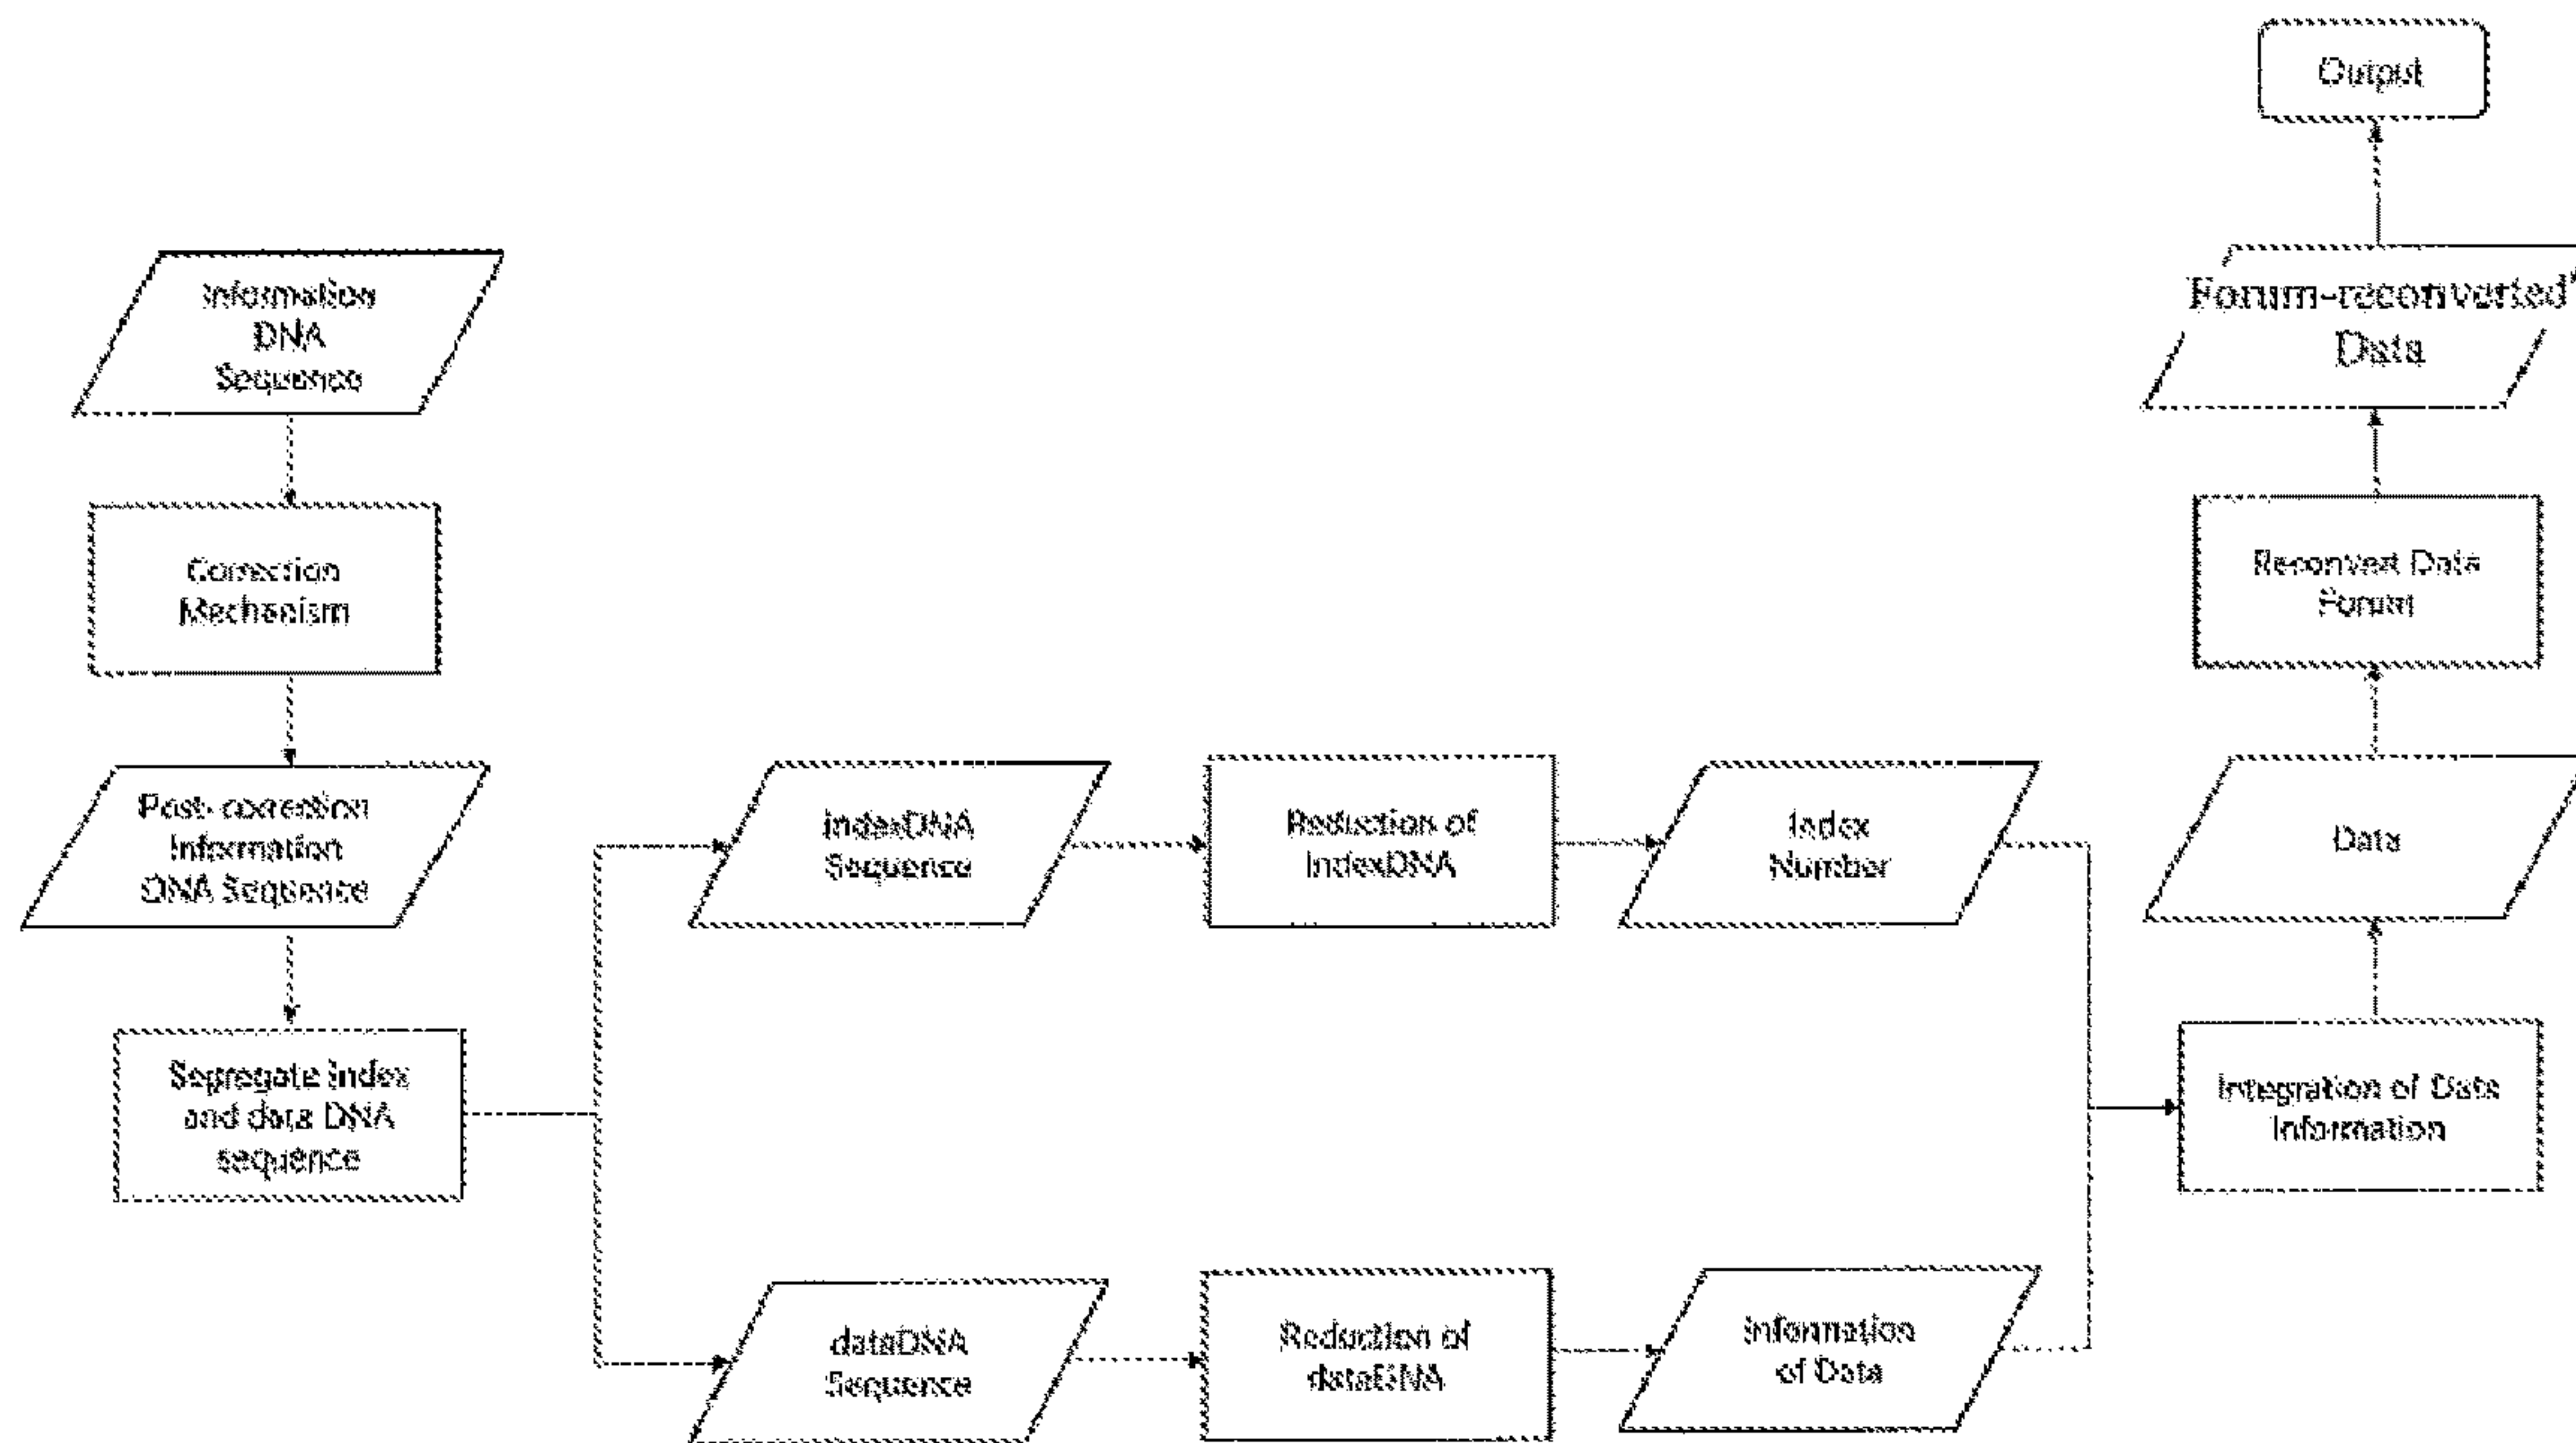 Information
DNA
Sequence
Correction
Mechanism
Post-correction
Information
DNA Sequence
Segregate Index
and data DNA
sequence
IndexDNA
Sequence
Reduction of
IndexDNA
Index
Number
dataDNA
Sequence
Reduction of
dataDNA
Information
of Data
Integration of Data
Information
Data
Reconvert Data
Forum
Forum-reconverted
Data
Output